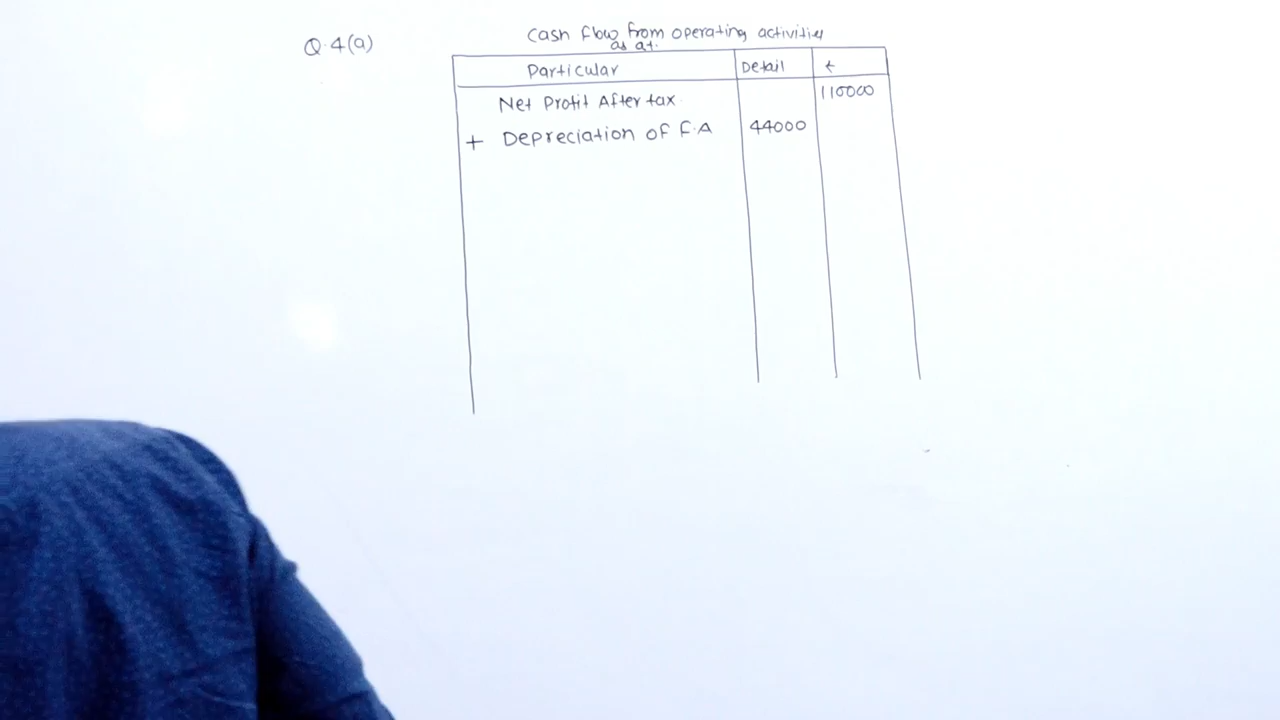 Q.4(a)
Cash flow from operating activities
as at.
Particular Detail ₹
Net Profit After tax 110000
+ Depreciation of F.A 44000